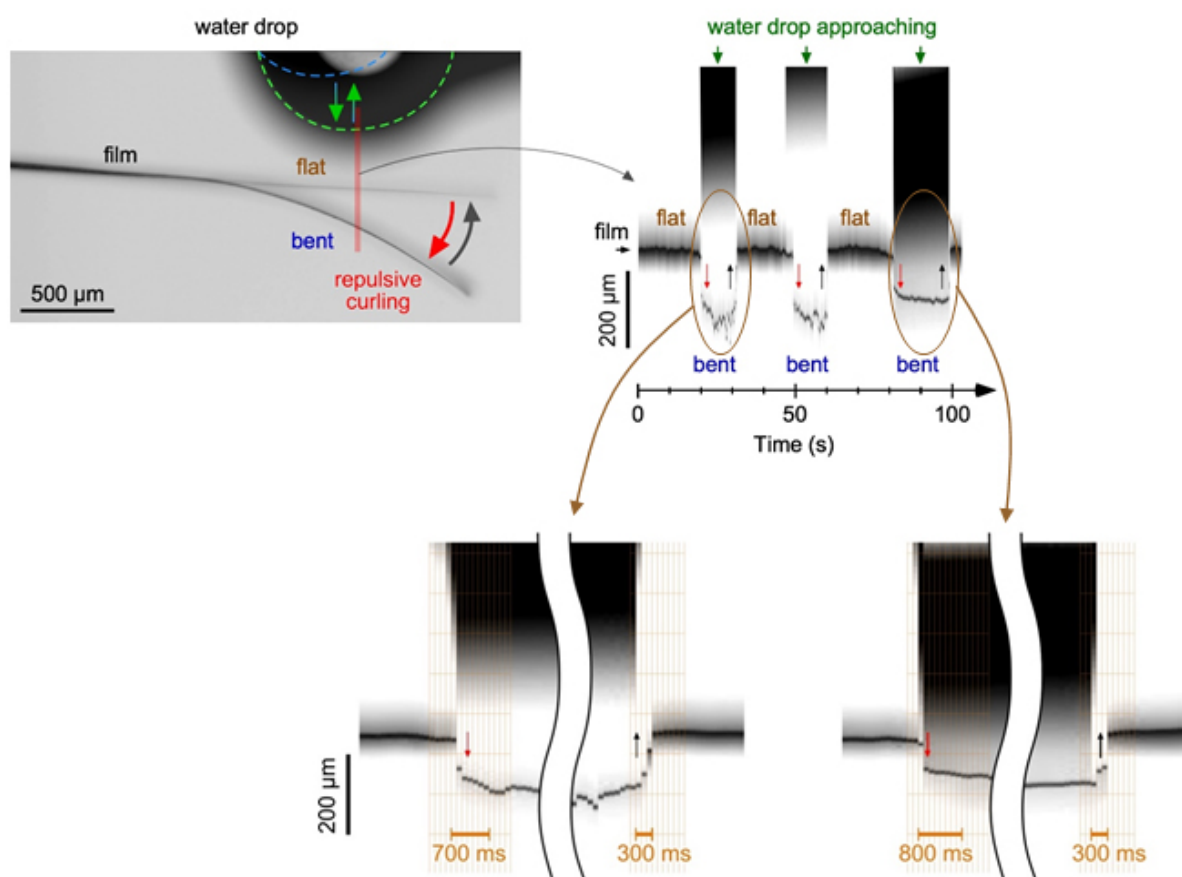 water drop
film
flat
bent
repulsive
curling
500 µm
water drop approaching
flat
flat
flat
film
200 µm
bent
bent
bent
0
50
100
Time (s)
200 µm
700 ms
300 ms
800 ms
300 ms